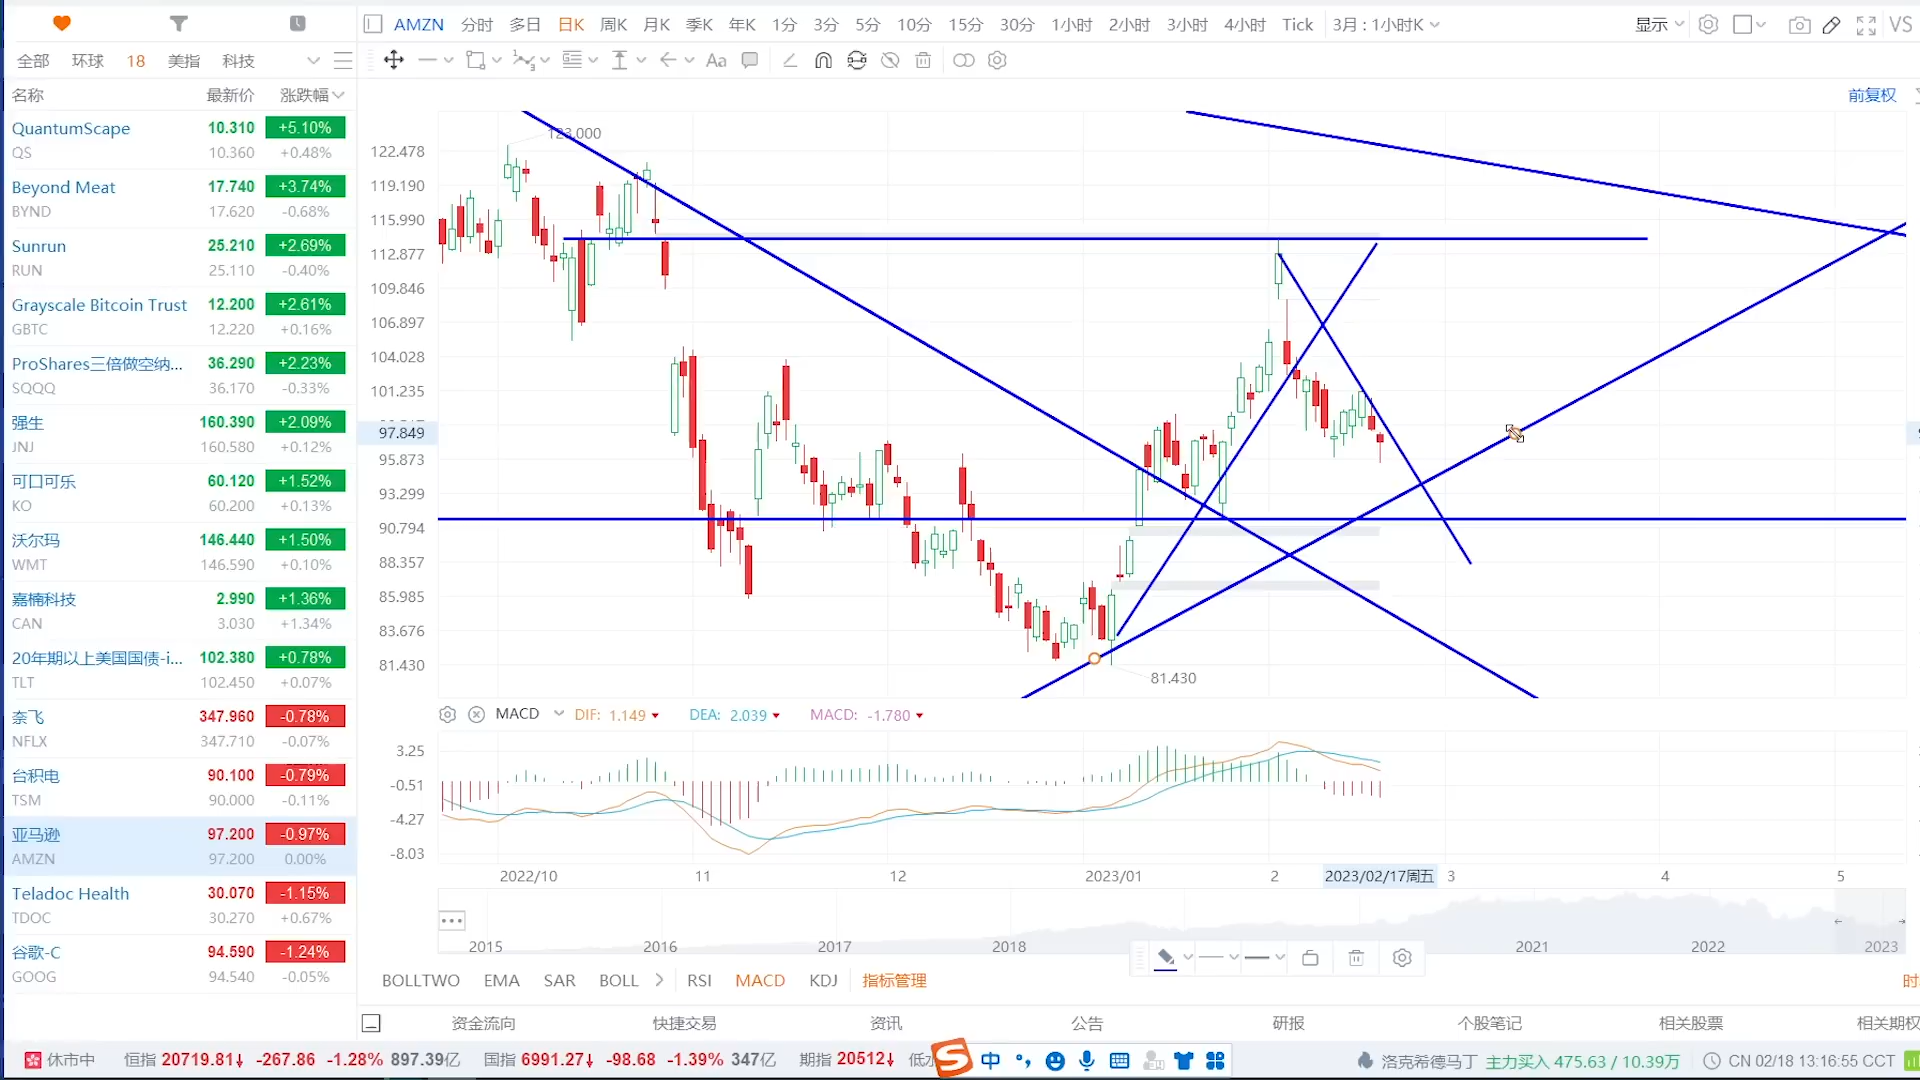 AMZN 分时 多日 日K 周K 月K 季K 年K 1分 3分 5分 10分 15分 30分 1小时 2小时 3小时 4小时 Tick 3月 : 1小时K 显示 VS
全部 环球 18 美指 科技 Aa
名称 最新价 涨跌幅 前复权
QuantumScape 10.310 +5.10%
QS 10.360 +0.48%
Beyond Meat 17.740 +3.74%
BYND 17.620 -0.68%
Sunrun 25.210 +2.69%
RUN 25.110 -0.40%
Grayscale Bitcoin Trust 12.200 +2.61%
GBTC 12.220 +0.16%
ProShares三倍做空纳... 36.290 +2.23%
SQQQ 36.170 -0.33%
强生 160.390 +2.09%
JNJ 160.580 +0.12%
可口可乐 60.120 +1.52%
KO 60.200 +0.13%
沃尔玛 146.440 +1.50%
WMT 146.590 +0.10%
嘉楠科技 2.990 +1.36%
CAN 3.030 +1.34%
20年期以上美国国债-i... 102.380 +0.78%
TLT 102.450 +0.07%
奈飞 347.960 -0.78%
NFLX 347.710 -0.07%
台积电 90.100 -0.79%
TSM 90.000 -0.11%
亚马逊 97.200 -0.97%
AMZN 97.200 0.00%
Teladoc Health 30.070 -1.15%
TDOC 30.270 +0.67%
谷歌-C 94.590 -1.24%
GOOG 94.540 -0.05%
123.000
122.478
119.190
115.990
112.877
109.846
106.897
104.028
101.235
97.849
95.873
93.299
90.794
88.357
85.985
83.676
81.430
81.430
MACD DIF: 1.149 DEA: 2.039 MACD: -1.780
3.25
-0.51
-4.27
-8.03
2022/10 11 12 2023/01 2 2023/02/17周五 3 4 5
2015 2016 2017 2018 2021 2022 2023
BOLLTWO EMA SAR BOLL RSI MACD KDJ 指标管理 时
资金流向 快捷交易 资讯 公告 研报 个股笔记 相关股票 相关期权
休市中 恒指 20719.81↓ -267.86 -1.28% 897.39亿 国指 6991.27↓ -98.68 -1.39% 347亿 期指 20512↓ 低水 中 洛克希德马丁 主力买入 475.63 / 10.39万 CN 02/18 13:16:55 CCT